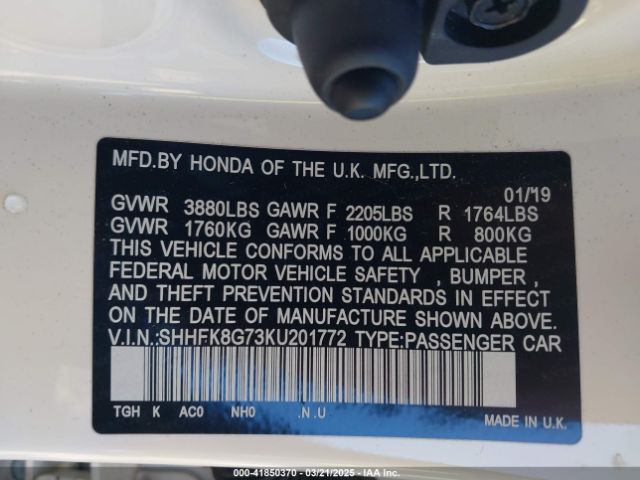 MFD.BY HONDA OF THE U.K. MFG.,LTD.
01/19
GVWR 3880LBS GAWR F 2205LBS R 1764LBS
GVWR 1760KG GAWR F 1000KG R 800KG
THIS VEHICLE CONFORMS TO ALL APPLICABLE
FEDERAL MOTOR VEHICLE SAFETY , BUMPER ,
AND THEFT PREVENTION STANDARDS IN EFFECT
ON THE DATE OF MANUFACTURE SHOWN ABOVE.
V.I.N.:SHHFK8G73KU201772 TYPE:PASSENGER CAR
TGH K AC0 NH0 .N .U
MADE IN U.K.
000-41850370 - 03/21/2025 - IAA Inc.